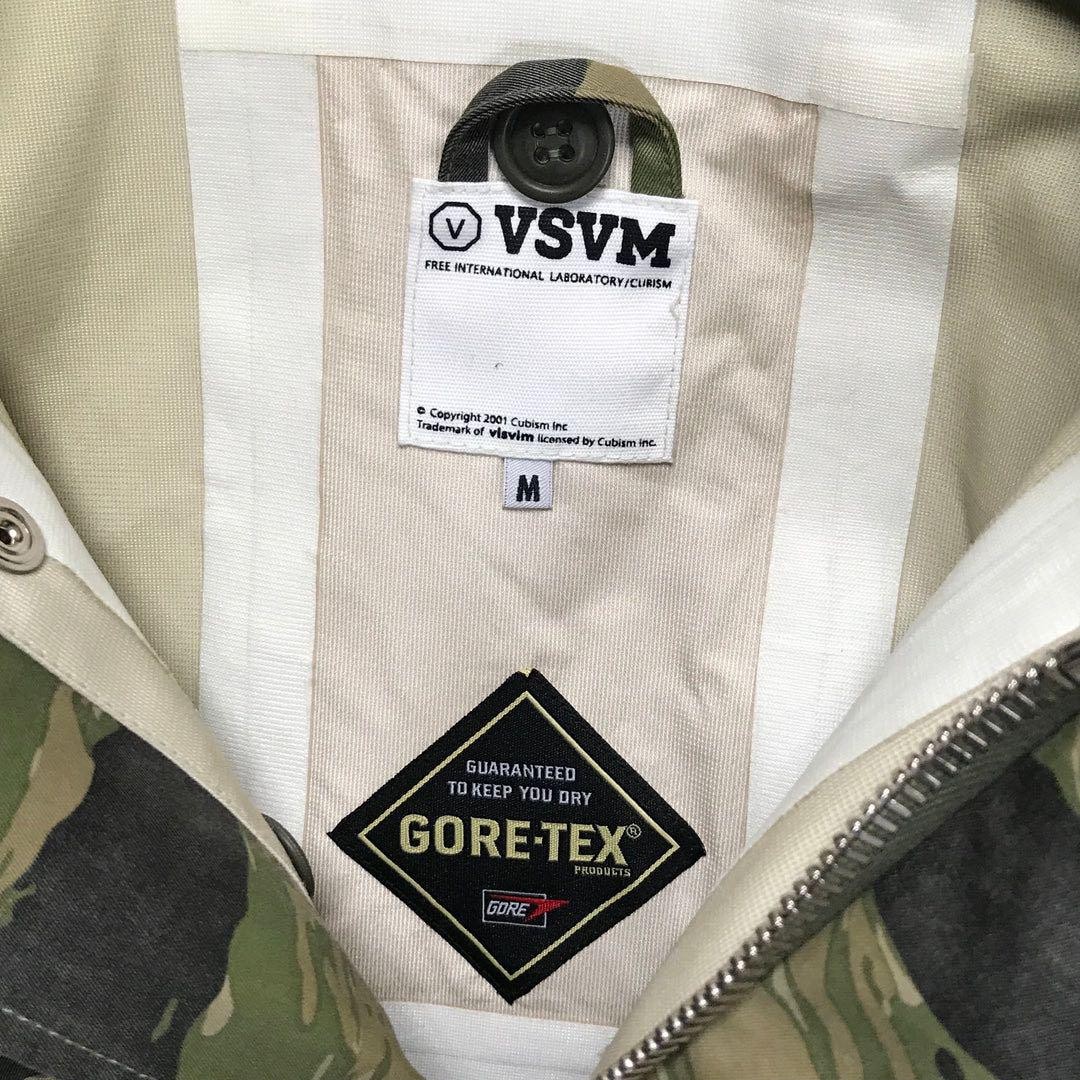 V VSVM
FREE INTERNATIONAL LABORATORY/CUBISM
© Copyright 2001 Cubism Inc
Trademark of visvim licensed by Cubism Inc.
M
GUARANTEED
TO KEEP YOU DRY
GORE-TEX®
PRODUCTS
GORE